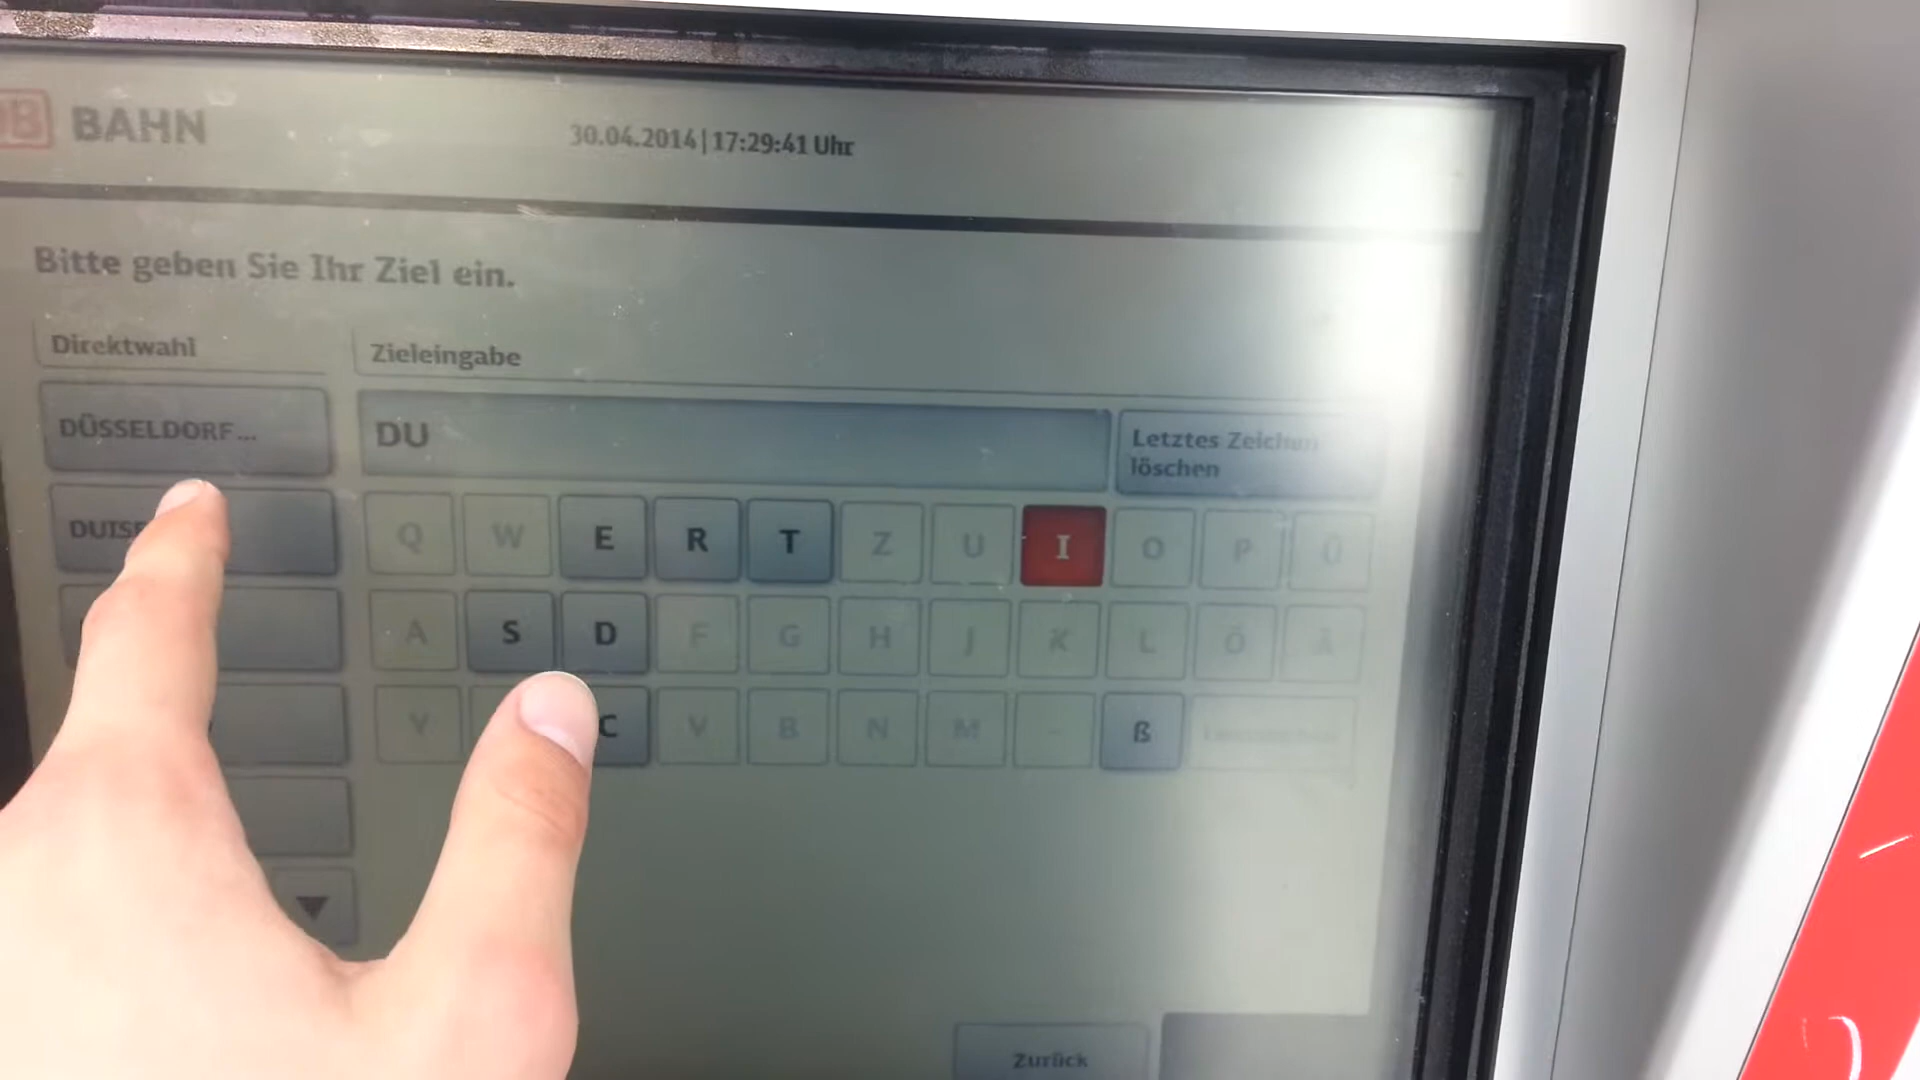 DB BAHN
30.04.2014|17:29:41 Uhr
Bitte geben Sie Ihr Ziel ein.
Direktwahl
Zieleingabe
DÜSSELDORF...
DU
Letztes Zeichen
löschen
Q W E R T Z U I O P Ü
A S D F G H J K L Ö Ä
Y C V B N M - ß
Zurück